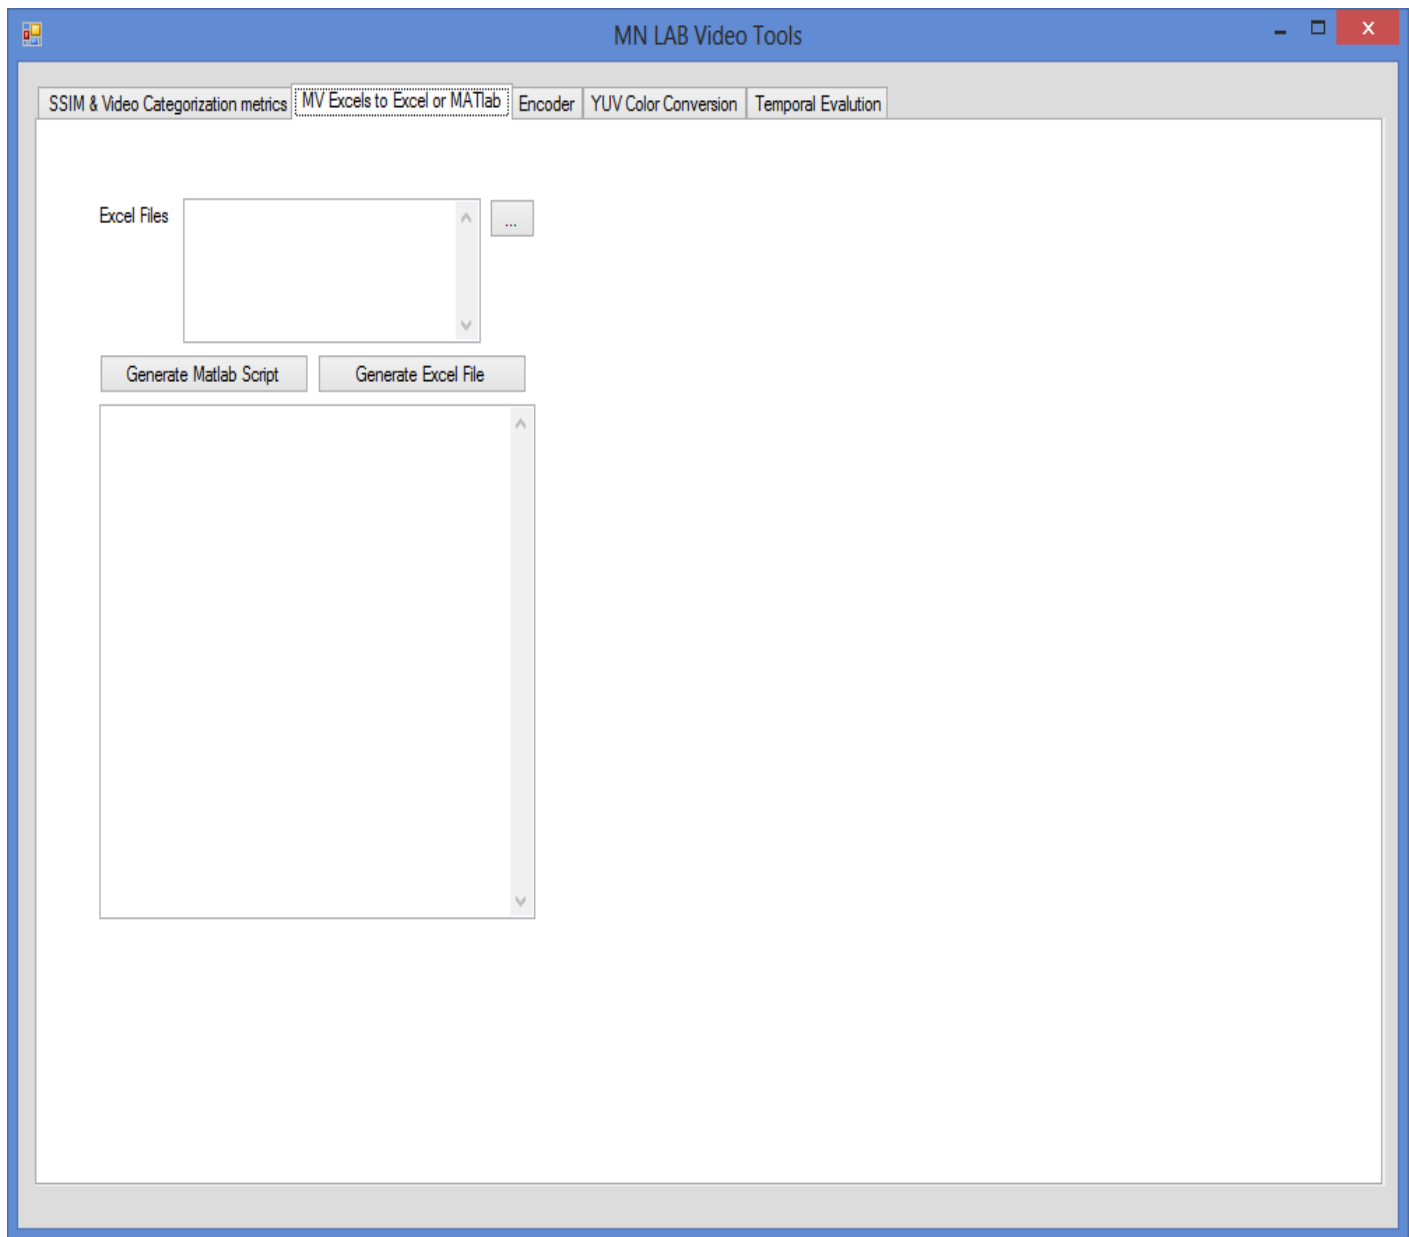 MN LAB Video Tools
SSIM & Video Categorization metrics MV Excels to Excel or MATlab Encoder YUV Color Conversion Temporal Evalution
Excel Files
...
Generate Matlab Script Generate Excel File